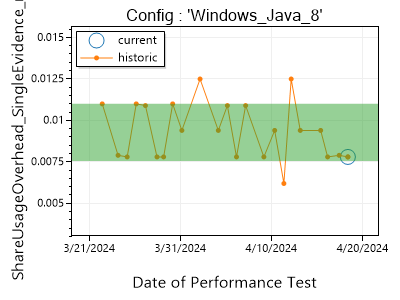 Config : 'Windows_Java_8'
ShareUsageOverhead_SingleEvidence_
current
historic
0.015
0.0125
0.01
0.0075
0.005
3/21/2024
3/31/2024
4/10/2024
4/20/2024
Date of Performance Test